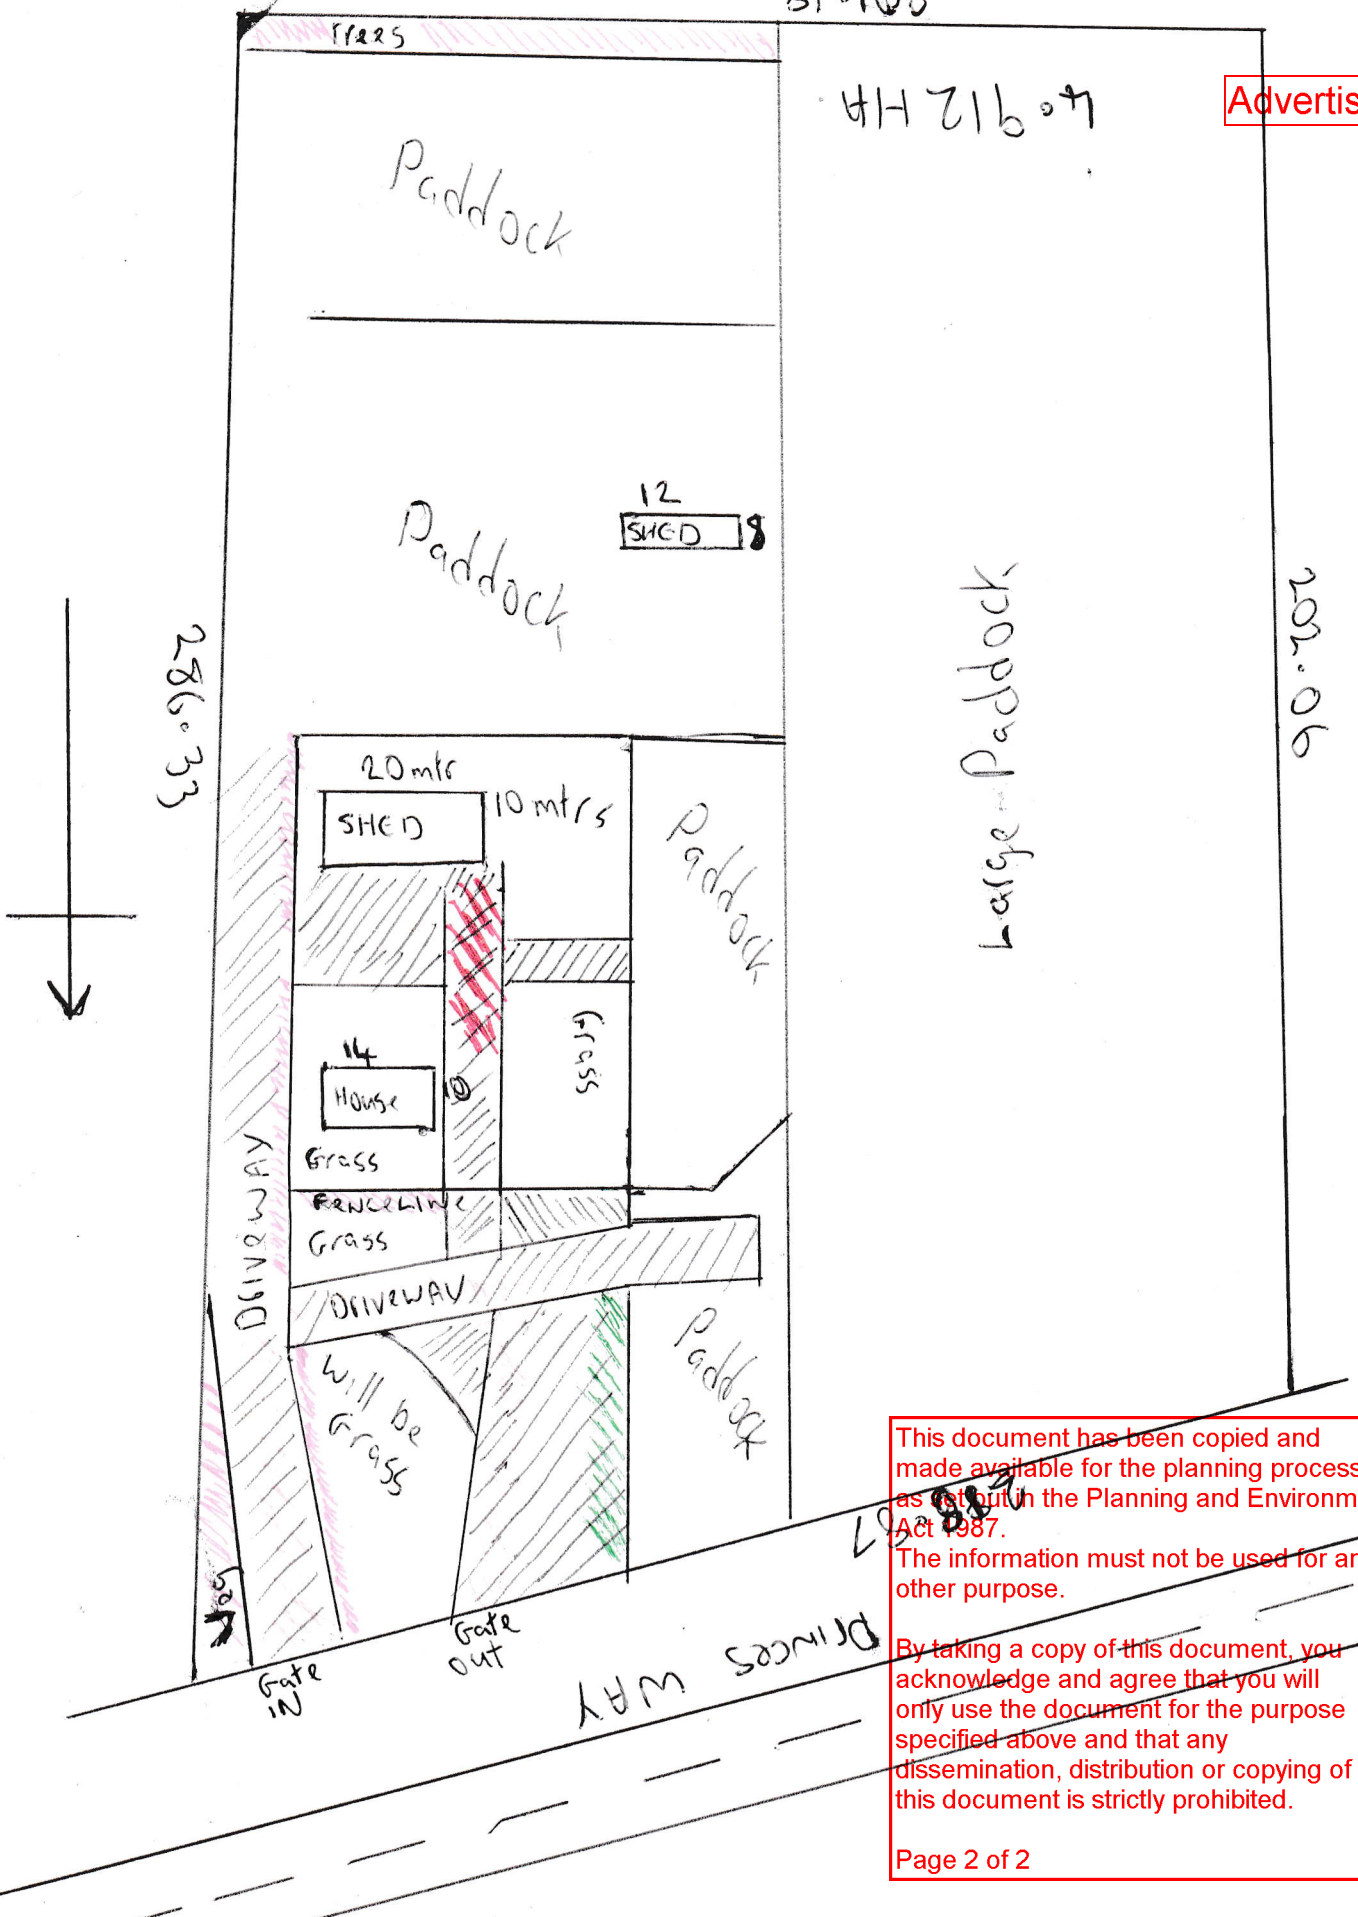 Trees
4.912 HA
Advertis
Paddock
12
SHED 8
Paddock
286.33
202.06
Large-Paddock
20 mtr
10 mtrs
SHED
Paddock
Grass
14
House
10
Grass
FENCELINE
Grass
DRIVEWAY
DRIVEWAY
Will be
Grass
Paddock
Gate
IN
Gate
OUT
PRINCES WAY
This document has been copied and
made available for the planning process
as set out in the Planning and Environm
Act 1987.
The information must not be used for an
other purpose.
By taking a copy of this document, you
acknowledge and agree that you will
only use the document for the purpose
specified above and that any
dissemination, distribution or copying of
this document is strictly prohibited.
Page 2 of 2